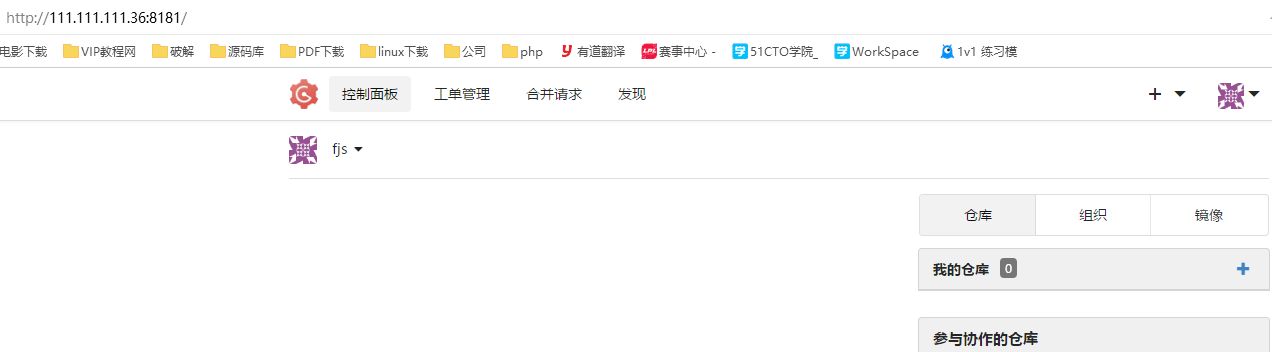 http://111.111.111.36:8181/
电影下载 VIP教程网 破解 源码库 PDF下载 linux下载 公司 php 有道翻译 LPL 赛事中心 - 51CTO学院_ WorkSpace 1v1 练习模
控制面板 工单管理 合并请求 发现
fjs
仓库 组织 镜像
我的仓库 0
参与协作的仓库